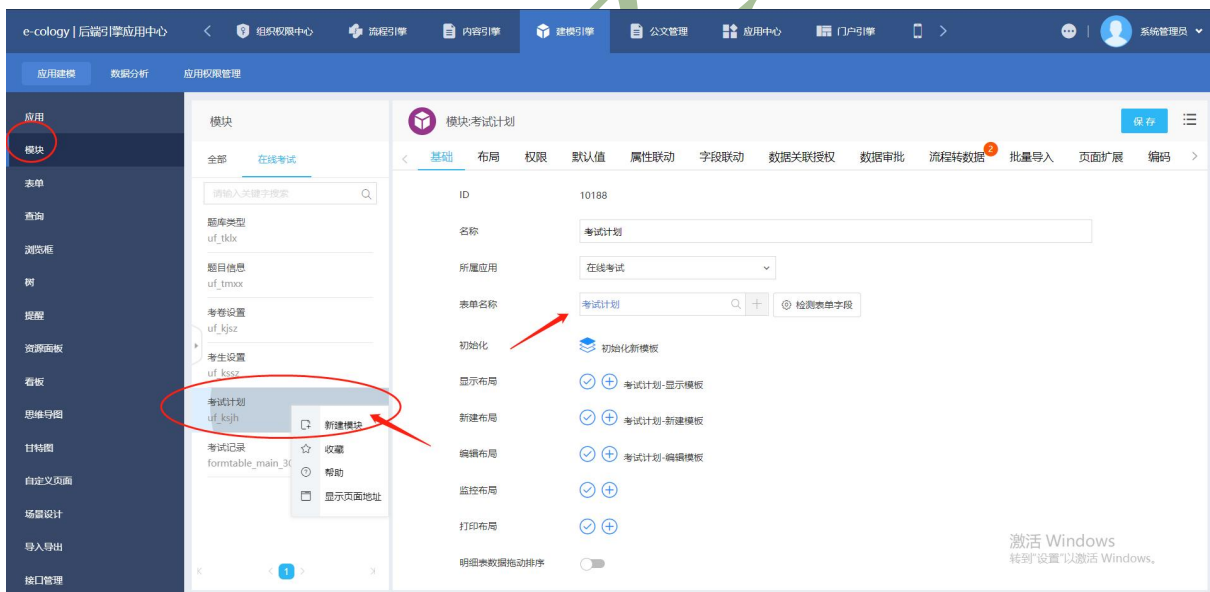 e-cology | 后端引擎应用中心
组织权限中心
流程引擎
内容引擎
建模引擎
公文管理
应用中心
门户引擎
系统管理员
应用建模
数据分析
应用权限管理
应用
模块
表单
查询
浏览框
树
提醒
资源面板
看板
思维导图
甘特图
自定义页面
场景设计
导入导出
接口管理
模块
全部
在线考试
请输入关键字搜索
题库类型
uf_tklx
题目信息
uf_tmxx
考卷设置
uf_kjsz
考生设置
uf_kssz
考试计划
uf_ksjh
考试记录
formtable_main_30
新建模块
收藏
帮助
显示页面地址
1
模块:考试计划
保存
基础
布局
权限
默认值
属性联动
字段联动
数据关联授权
数据审批
流程转数据
2
批量导入
页面扩展
编码
ID
10188
名称
考试计划
所属应用
在线考试
表单名称
考试计划
检测表单字段
初始化
初始化新模板
显示布局
考试计划-显示模板
新建布局
考试计划-新建模板
编辑布局
考试计划-编辑模板
监控布局
打印布局
明细表数据拖动排序
激活 Windows
转到"设置"以激活 Windows。